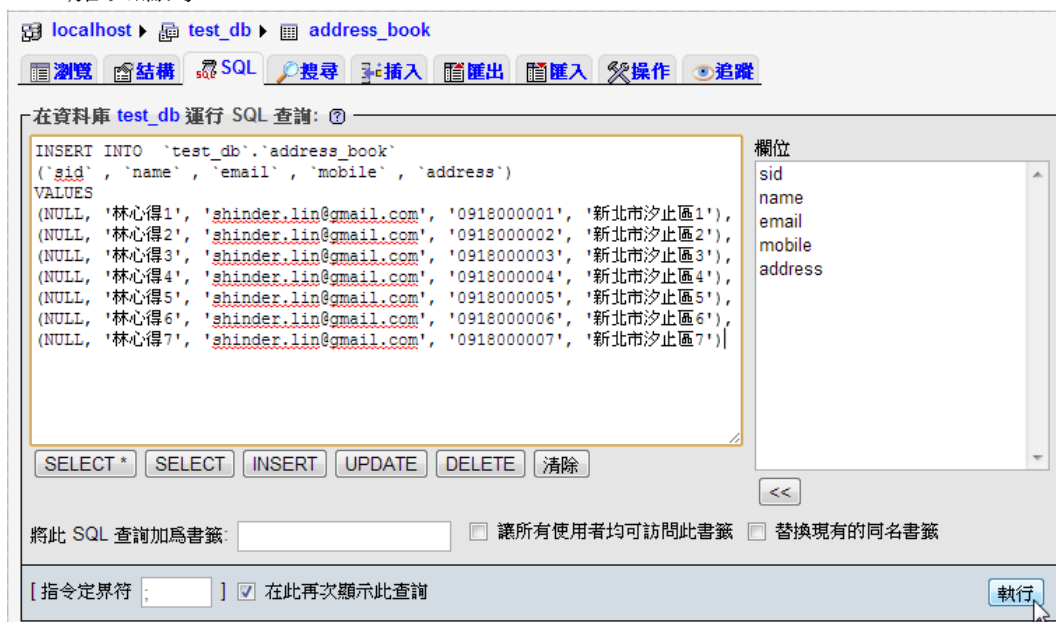 localhost ▸ test_db ▸ address_book
瀏覽 結構 SQL 搜尋 插入 匯出 匯入 操作 追蹤
在資料庫 test_db 運行 SQL 查詢:
INSERT INTO `test_db`.`address_book`
(`sid` , `name` , `email` , `mobile` , `address`)
VALUES
(NULL, '林心得1', 'shinder.lin@gmail.com', '0918000001', '新北市汐止區1'),
(NULL, '林心得2', 'shinder.lin@gmail.com', '0918000002', '新北市汐止區2'),
(NULL, '林心得3', 'shinder.lin@gmail.com', '0918000003', '新北市汐止區3'),
(NULL, '林心得4', 'shinder.lin@gmail.com', '0918000004', '新北市汐止區4'),
(NULL, '林心得5', 'shinder.lin@gmail.com', '0918000005', '新北市汐止區5'),
(NULL, '林心得6', 'shinder.lin@gmail.com', '0918000006', '新北市汐止區6'),
(NULL, '林心得7', 'shinder.lin@gmail.com', '0918000007', '新北市汐止區7')
欄位
sid
name
email
mobile
address
SELECT * SELECT INSERT UPDATE DELETE 清除
<<
將此 SQL 查詢加爲書籤: 讓所有使用者均可訪問此書籤 替換現有的同名書籤
[ 指令定界符 ; ] 在此再次顯示此查詢
執行